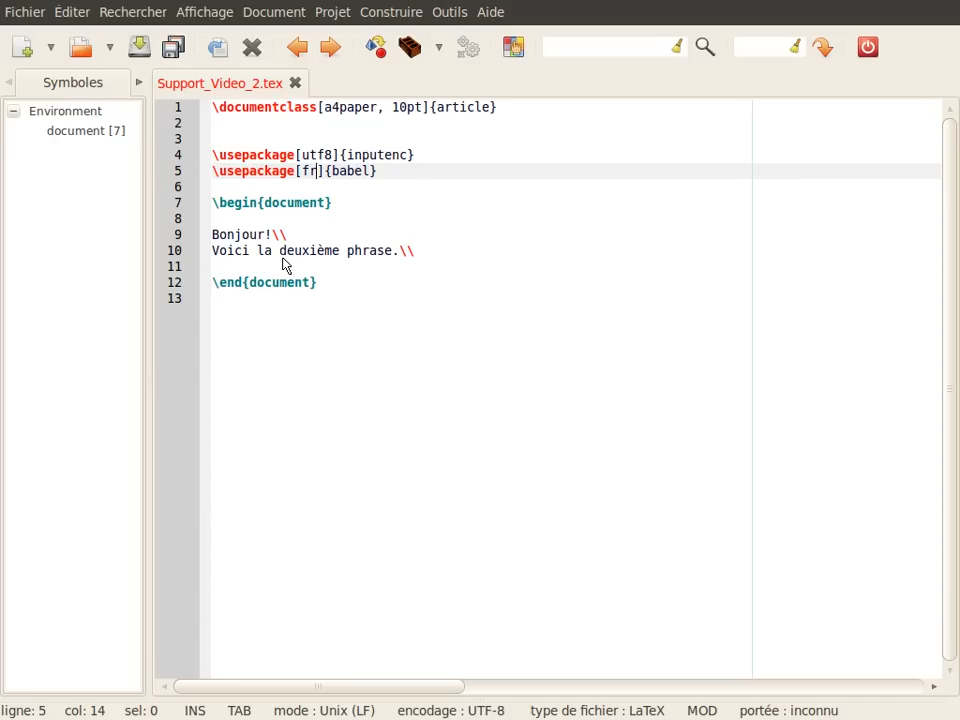 Fichier Éditer Rechercher Affichage Document Projet Construire Outils Aide
Symboles
Support_Video_2.tex
Environment
document [7]
1 \documentclass[a4paper, 10pt]{article}
2
3
4 \usepackage[utf8]{inputenc}
5 \usepackage[fr]{babel}
6
7 \begin{document}
8
9 Bonjour!\\
10 Voici la deuxième phrase.\\
11
12 \end{document}
13
ligne: 5 col: 14 sel: 0 INS TAB mode : Unix (LF) encodage : UTF-8 type de fichier : LaTeX MOD portée : inconnu